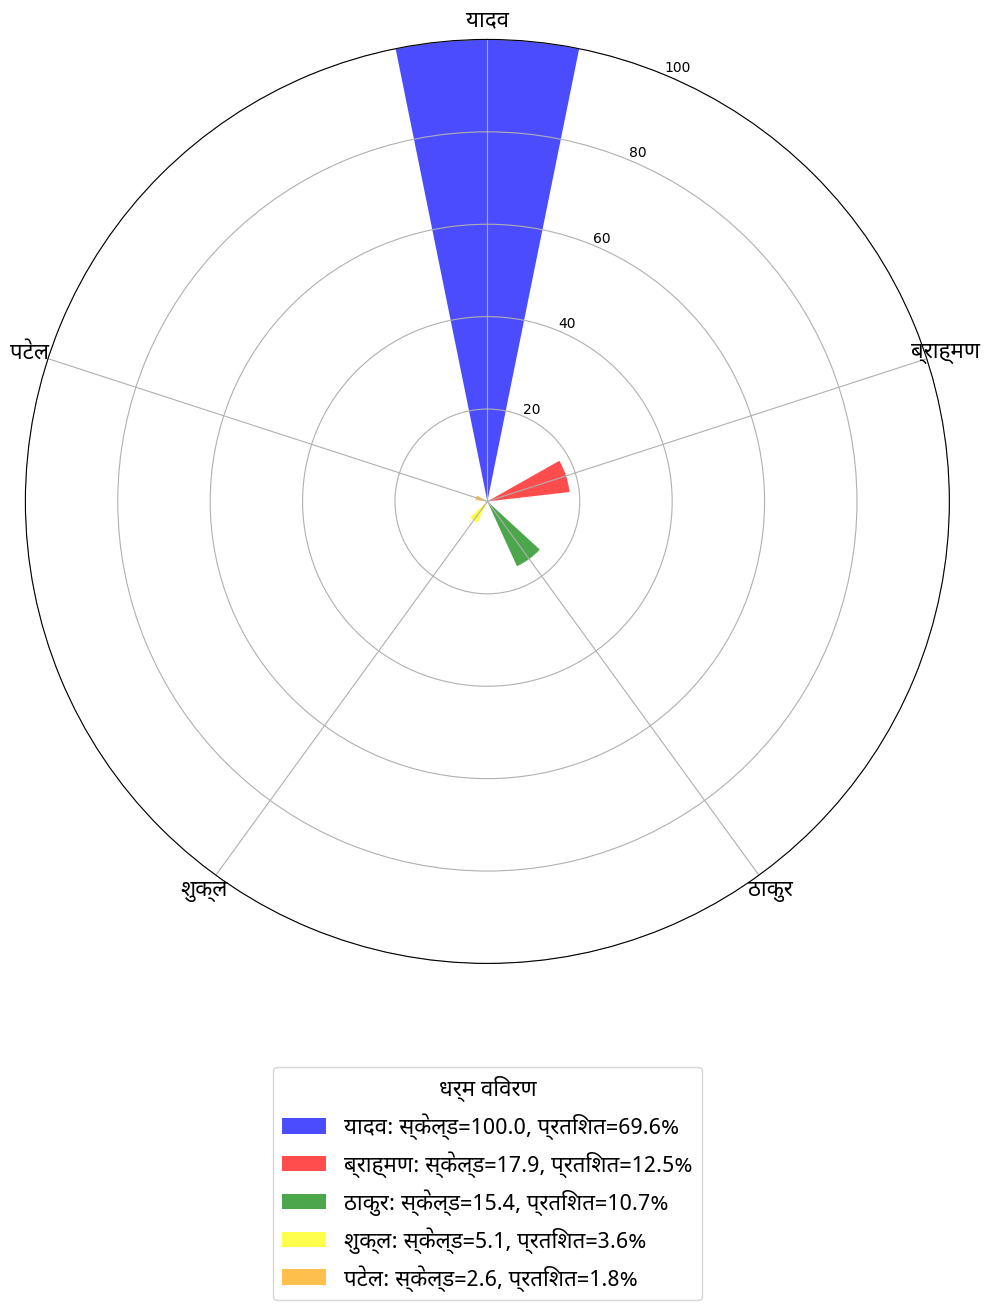 यादव
100
80
60
40
20
पटेल
ब्राह्मण
शुक्ल
ठाकुर
धर्म विवरण
यादव: स्केल्ड=100.0, प्रतिशत=69.6%
ब्राह्मण: स्केल्ड=17.9, प्रतिशत=12.5%
ठाकुर: स्केल्ड=15.4, प्रतिशत=10.7%
शुक्ल: स्केल्ड=5.1, प्रतिशत=3.6%
पटेल: स्केल्ड=2.6, प्रतिशत=1.8%